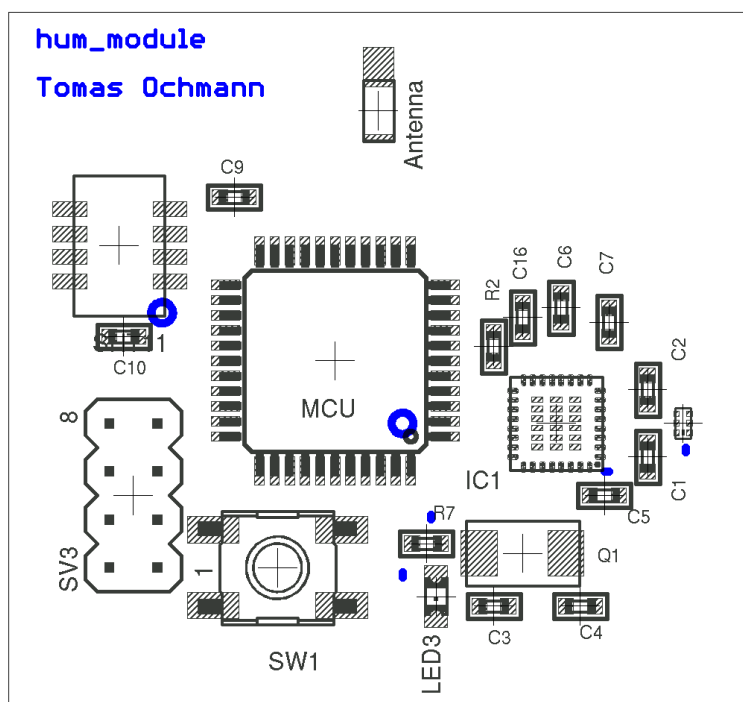 hum_module
Tomas Ochmann
Antenna
C9
C16
C6
C7
R2
C2
C10
MCU
8
IC1
C1
C5
R7
Q1
SV3
1
C3
C4
SW1
LED3